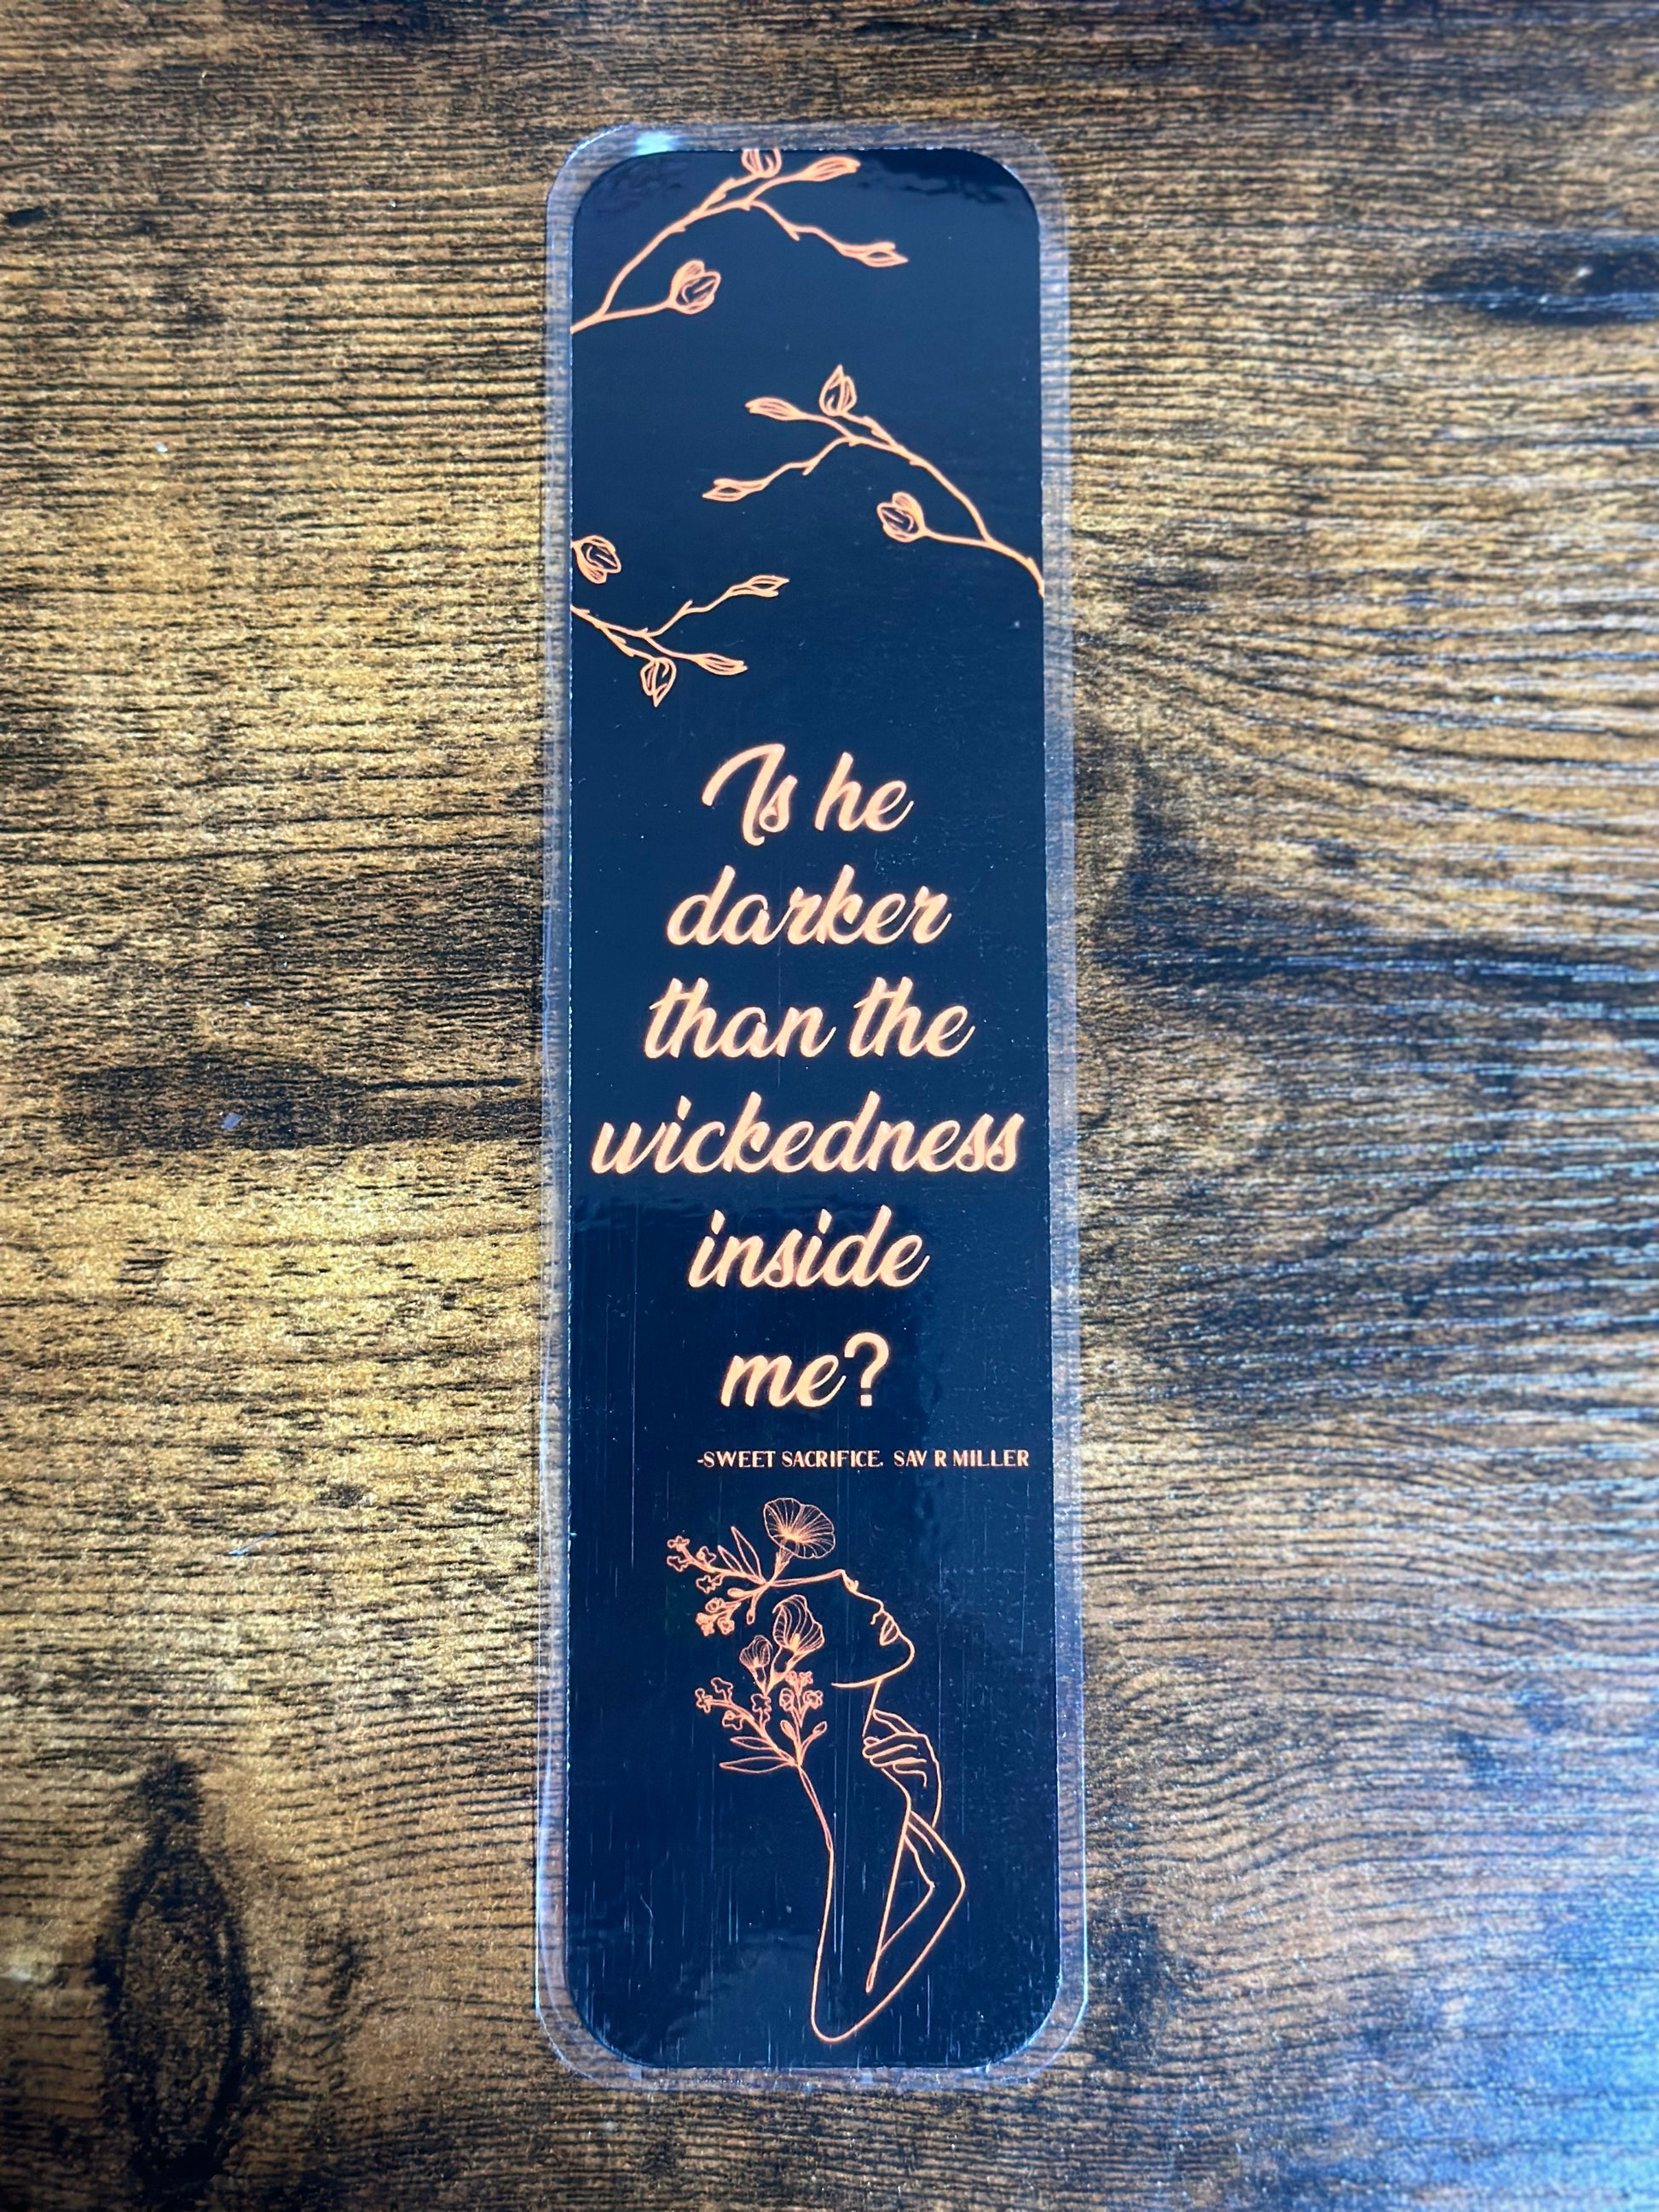 Is he
darker
than the
wickedness
inside
me?
-SWEET SACRIFICE, SAV R MILLER